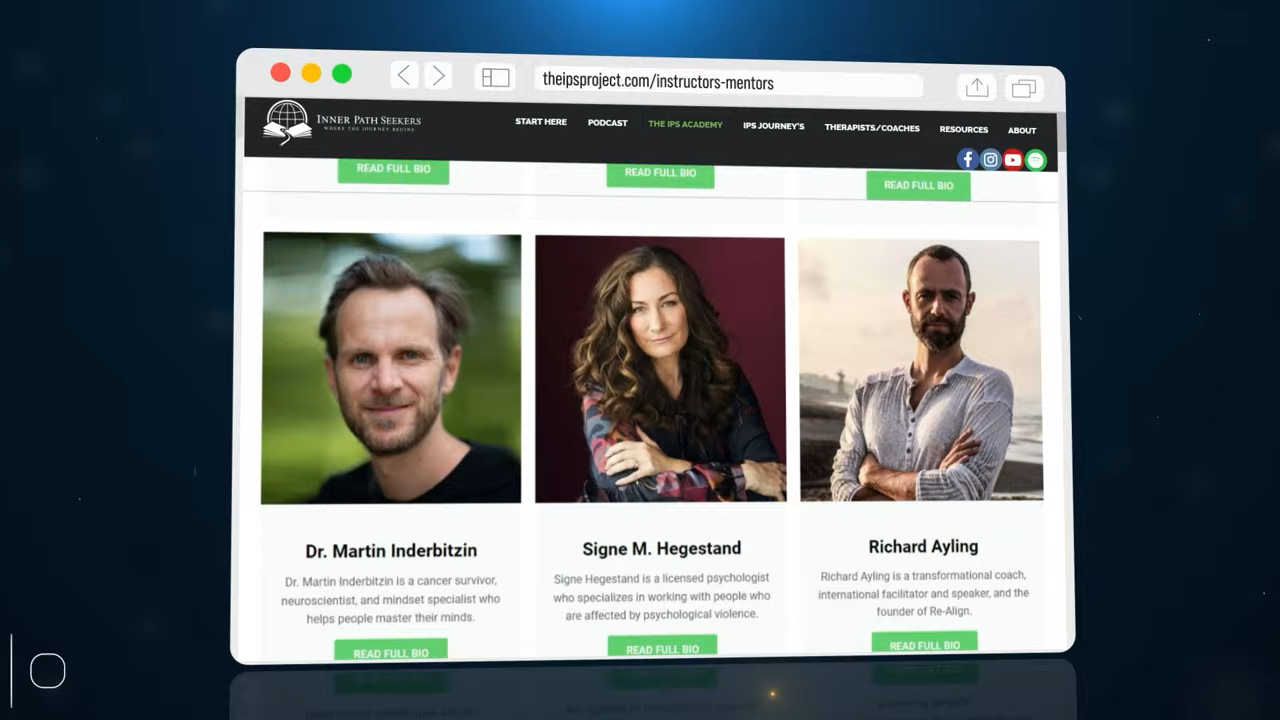 theipsproject.com/instructors-mentors
INNER PATH SEEKERS
WHERE THE JOURNEY BEGINS
START HERE
PODCAST
THE IPS ACADEMY
IPS JOURNEY'S
THERAPISTS/COACHES
RESOURCES
ABOUT
READ FULL BIO
READ FULL BIO
READ FULL BIO
Dr. Martin Inderbitzin
Dr. Martin Inderbitzin is a cancer survivor,
neuroscientist, and mindset specialist who
helps people master their minds.
READ FULL BIO
Signe M. Hegestand
Signe Hegestand is a licensed psychologist
who specializes in working with people who
are affected by psychological violence.
READ FULL BIO
Richard Ayling
Richard Ayling is a transformational coach,
international facilitator and speaker, and the
founder of Re-Align.
READ FULL BIO